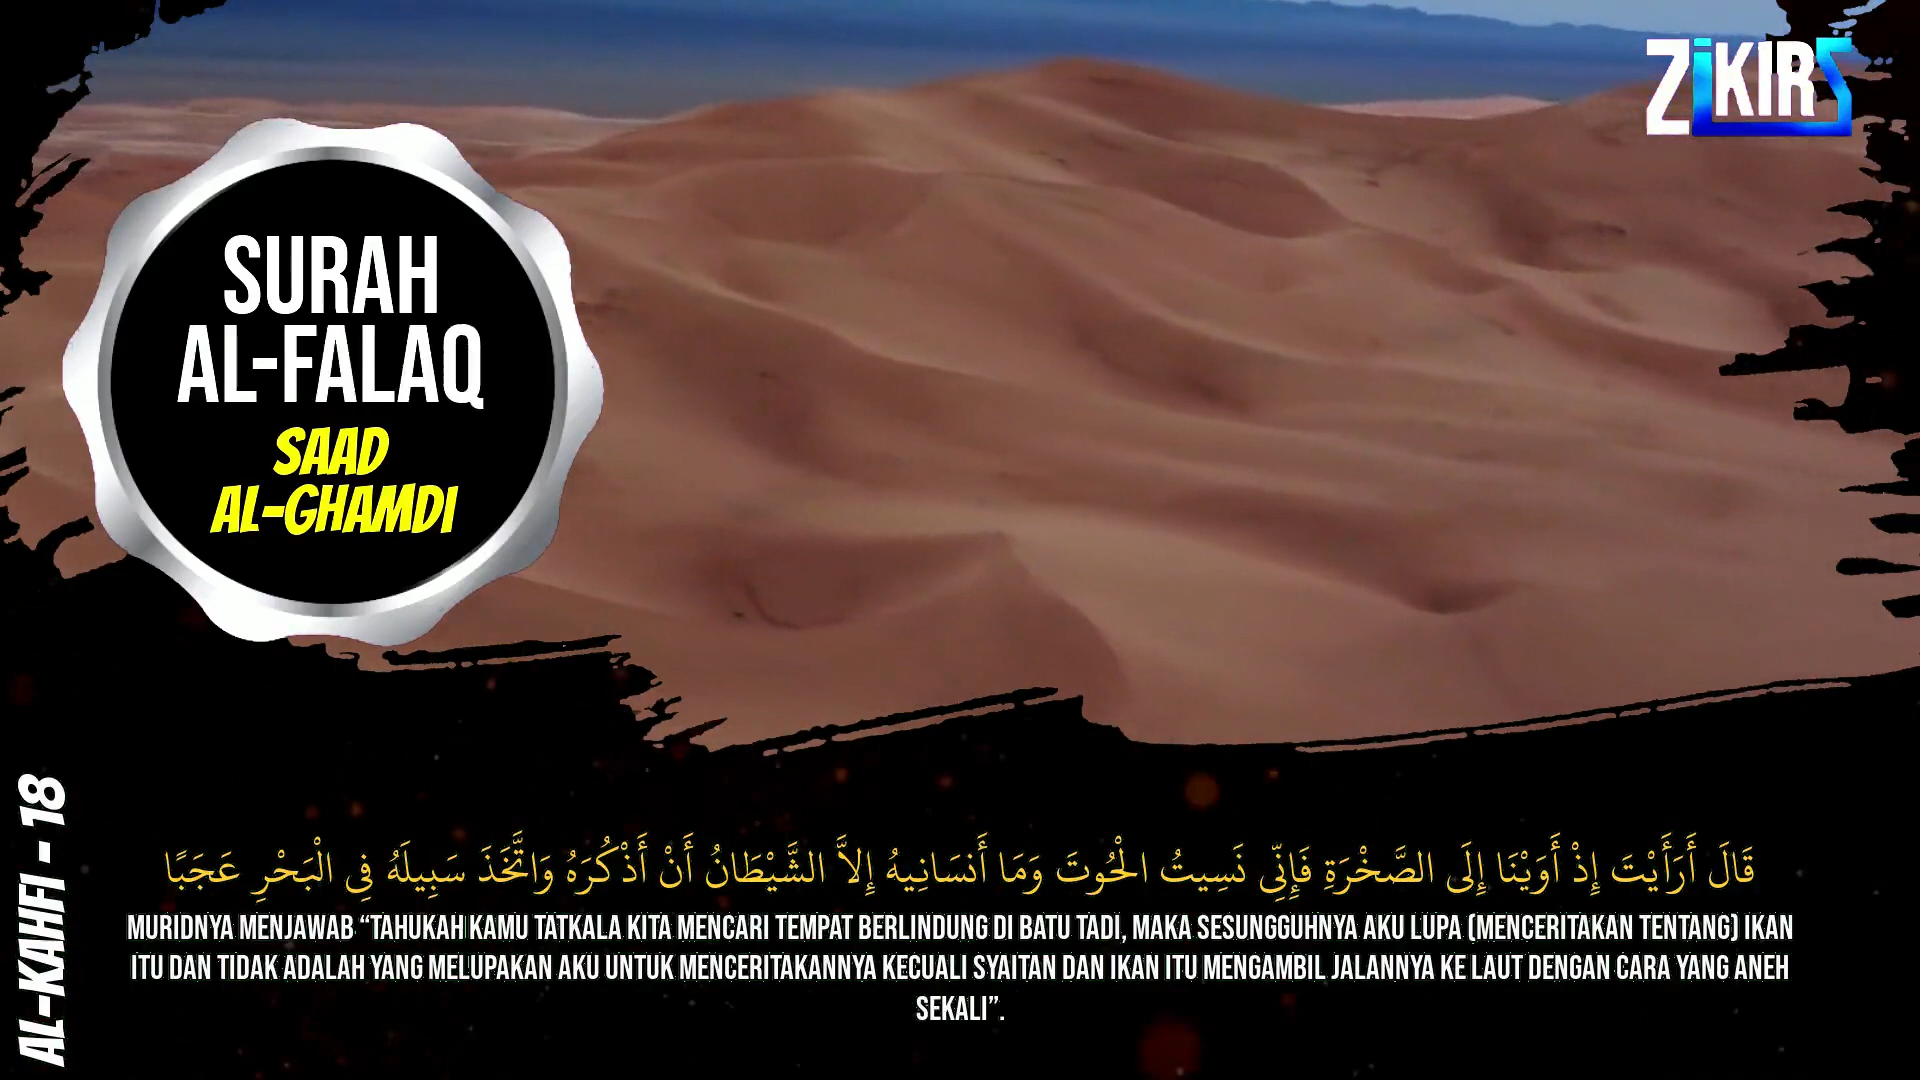 ZiKIRS
SURAH
AL-FALAQ
SAAD
AL-GHAMDI
AL-KAHFI - 18
قَالَ أَرَأَيْتَ إِذْ أَوَيْنَا إِلَى الصَّخْرَةِ فَإِنِّي نَسِيتُ الْحُوتَ وَمَا أَنسَانِيهُ إِلاَّ الشَّيْطَانُ أَنْ أَذْكُرَهُ وَاتَّخَذَ سَبِيلَهُ فِي الْبَحْرِ عَجَبًا
MURIDNYA MENJAWAB “TAHUKAH KAMU TATKALA KITA MENCARI TEMPAT BERLINDUNG DI BATU TADI, MAKA SESUNGGUHNYA AKU LUPA (MENCERITAKAN TENTANG) IKAN
ITU DAN TIDAK ADALAH YANG MELUPAKAN AKU UNTUK MENCERITAKANNYA KECUALI SYAITAN DAN IKAN ITU MENGAMBIL JALANNYA KE LAUT DENGAN CARA YANG ANEH
SEKALI”.